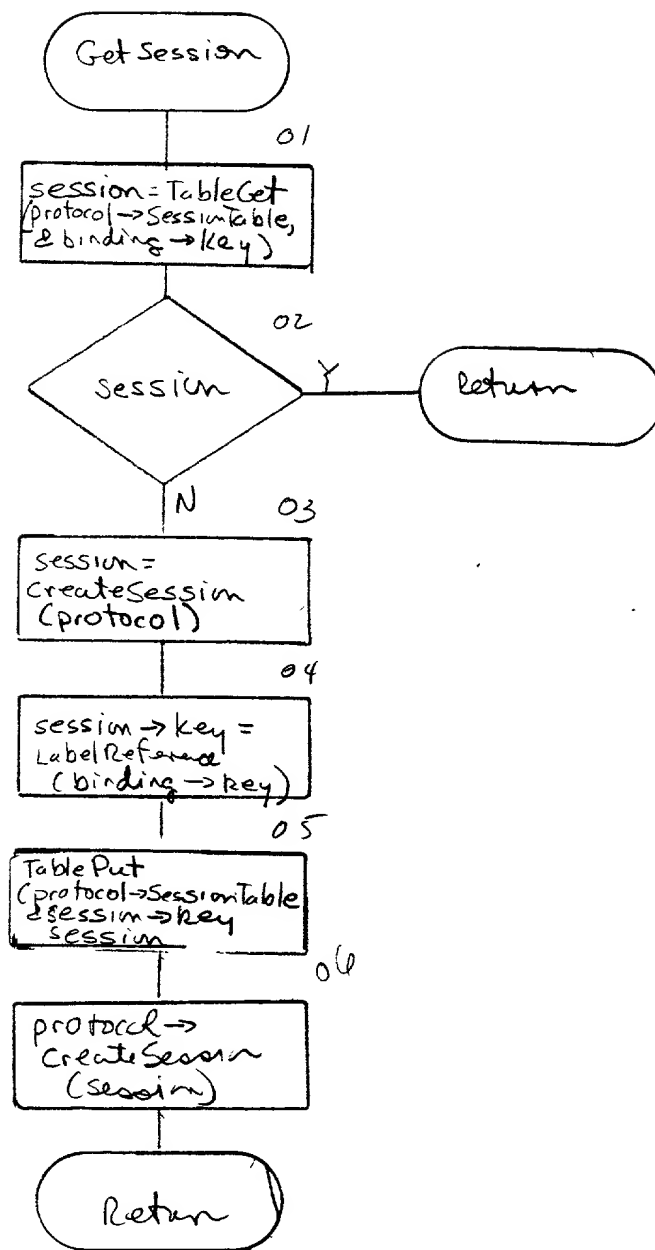 Get Session
01
session = TableGet
(protocol → SessionTable,
& binding → key)
02
session
Y
Return
N
03
session =
createSession
(protocol)
04
session → key =
LabelReference
(binding → key)
05
TablePut
(protocol → SessionTable
&session → key
session
06
protocol →
createSession
(session)
Return